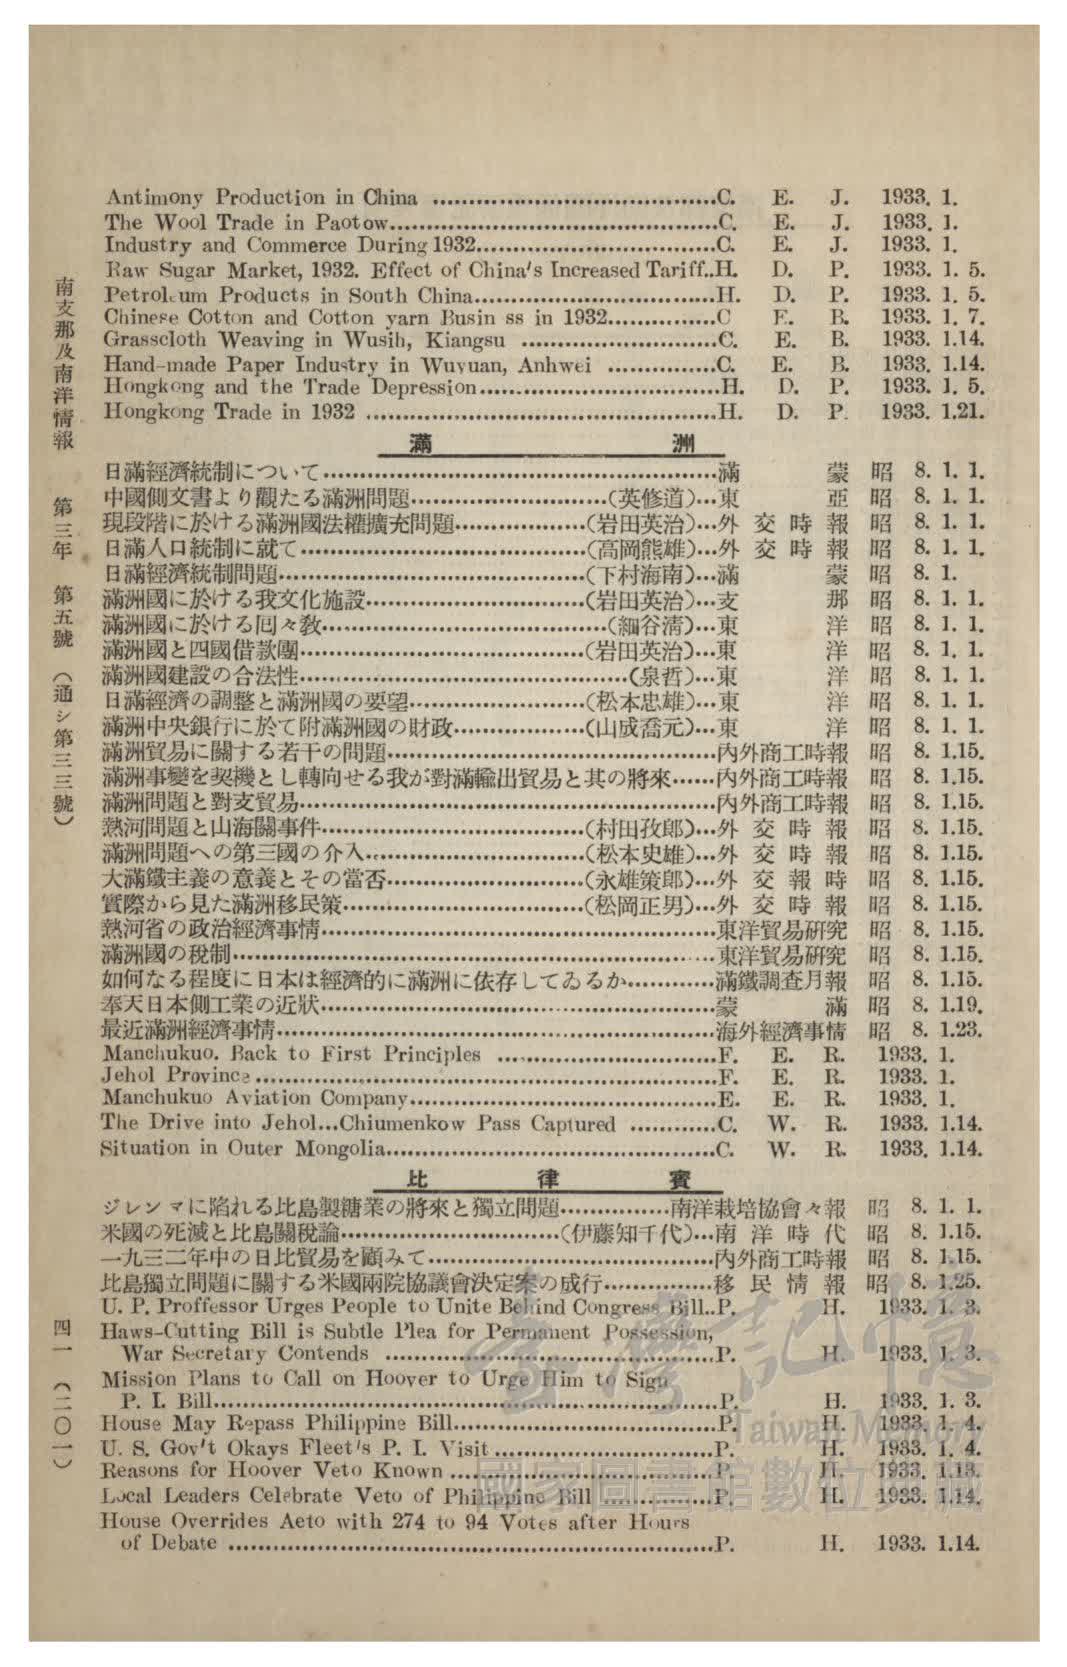 南支那及南洋情報　第三年　第五號　（通シ第三三號）
四一（二〇一）
Antimony Production in China ........................................C. E. J. 1933. 1.
The Wool Trade in Paotow...............................................C. E. J. 1933. 1.
Industry and Commerce During 1932..................................C. E. J. 1933. 1.
Raw Sugar Market, 1932. Effect of China's Increased Tariff..H. D. P. 1933. 1. 5.
Petroleum Products in South China..................................H. D. P. 1933. 1. 5.
Chinese Cotton and Cotton yarn Busin ss in 1932...............C E. B. 1933. 1. 7.
Grasscloth Weaving in Wusih, Kiangsu ............................C. E. B. 1933. 1.14.
Hand-made Paper Industry in Wuyuan, Anhwei ...............C. E. B. 1933. 1.14.
Hongkong and the Trade Depression..................................H. D. P. 1933. 1. 5.
Hongkong Trade in 1932 ..................................................H. D. P. 1933. 1.21.
滿洲
日滿經濟統制について……………………………………滿蒙 昭 8. 1. 1.
中國側文書より觀たる滿洲問題…………………（英修道）…東亞 昭 8. 1. 1.
現段階に於ける滿洲國法權擴充問題……………（岩田英治）…外交時報 昭 8. 1. 1.
日滿人口統制に就て…………………………（高岡熊雄）…外交時報 昭 8. 1. 1.
日滿經濟統制問題……………………………（下村海南）…滿蒙 昭 8. 1.
滿洲國に於ける我文化施設……………………（岩田英治）…支那 昭 8. 1. 1.
滿洲國に於ける囘々敎…………………………（細谷淸）…東洋 昭 8. 1. 1.
滿洲國と四國借款團…………………………（岩田英治）…東洋 昭 8. 1. 1.
滿洲國建設の合法性……………………………（泉哲）…東洋 昭 8. 1. 1.
日滿經濟の調整と滿洲國の要望………………（松本忠雄）…東洋 昭 8. 1. 1.
滿洲中央銀行に於て附滿洲國の財政……………（山成喬元）…東洋 昭 8. 1. 1.
滿洲貿易に關する若干の問題……………………………內外商工時報 昭 8. 1.15.
滿洲事變を契機とし轉向せる我が對滿輸出貿易と其の將來……內外商工時報 昭 8. 1.15.
滿洲問題と對支貿易………………………………………內外商工時報 昭 8. 1.15.
熱河問題と山海關事件…………………………（村田孜郎）…外交時報 昭 8. 1.15.
滿洲問題への第三國の介入……………………（松本史雄）…外交時報 昭 8. 1.15.
大滿鐵主義の意義とその當否…………………（永雄策郎）…外交報時 昭 8. 1.15.
實際から見た滿洲移民策………………………（松岡正男）…外交時報 昭 8. 1.15.
熱河省の政治經濟事情……………………………………東洋貿易硏究 昭 8. 1.15.
滿洲國の稅制………………………………………………東洋貿易硏究 昭 8. 1.15.
如何なる程度に日本は經濟的に滿洲に依存してゐるか…………滿鐵調査月報 昭 8. 1.15.
奉天日本側工業の近狀……………………………………蒙滿 昭 8. 1.19.
最近滿洲經濟事情…………………………………………海外經濟事情 昭 8. 1.23.
Manchukuo. Back to First Principles ...............................F. E. R. 1933. 1.
Jehol Province..................................................................F. E. R. 1933. 1.
Manchukuo Aviation Company...........................................E. E. R. 1933. 1.
The Drive into Jehol...Chiumenkow Pass Captured ............C. W. R. 1933. 1.14.
Situation in Outer Mongolia...............................................C. W. R. 1933. 1.14.
比律賓
ジレンマに陷れる比島製糖業の將來と獨立問題……………南洋栽培協會々報 昭 8. 1. 1.
米國の死滅と比島關稅論………………………（伊藤知千代）…南洋時代 昭 8. 1.15.
一九三二年中の日比貿易を顧みて…………………………內外商工時報 昭 8. 1.15.
比島獨立問題に關する米國兩院協議會決定案の成行……………移民情報 昭 8. 1.25.
U. P. Proffessor Urges People to Unite Behind Congress Bill..P. H. 1933. 1. 3.
Haws-Cutting Bill is Subtle Plea for Permanent Possession,
War Secretary Contends ...............................................P. H. 1933. 1. 3.
Mission Plans to Call on Hoover to Urge Him to Sign
P. I. Bill........................................................................P. H. 1933. 1. 3.
House May Repass Philippine Bill.....................................P. H. 1933. 1. 4.
U. S. Gov't Okays Fleet's P. I. Visit ...............................P. H. 1933. 1. 4.
Reasons for Hoover Veto Known ......................................P. H. 1933. 1.13.
Local Leaders Celebrate Veto of Philippine Bill ................P. H. 1933. 1.14.
House Overrides Aeto with 274 to 94 Votes after Hours
of Debate .....................................................................P. H. 1933. 1.14.
臺灣記憶
Taiwan Memory
國家圖書館數位典藏